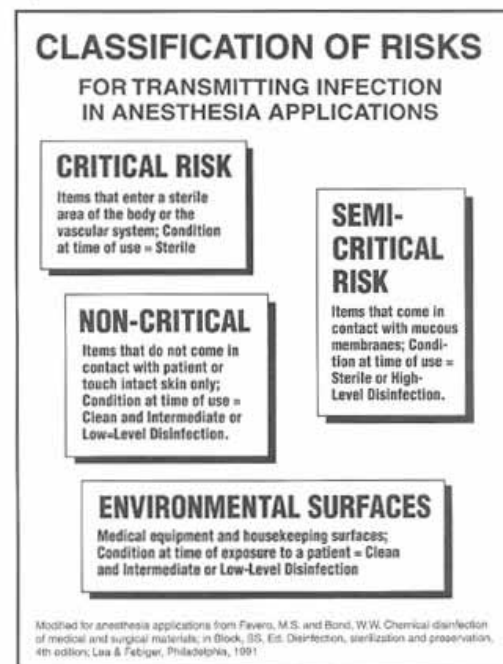 CLASSIFICATION OF RISKS
FOR TRANSMITTING INFECTION
IN ANESTHESIA APPLICATIONS
CRITICAL RISK
Items that enter a sterile
area of the body or the
vascular system; Condition
at time of use = Sterile
SEMI-
CRITICAL
RISK
Items that come in
contact with mucous
membranes; Condi-
tion at time of use =
Sterile or High-
Level Disinfection.
NON-CRITICAL
Items that do not come in
contact with patient or
touch intact skin only;
Condition at time of use =
Clean and Intermediate or
Low=Level Disinfection.
ENVIRONMENTAL SURFACES
Medical equipment and housekeeping surfaces;
Condition at time of exposure to a patient = Clean
and Intermediate or Low-Level Disinfection
Modified for anesthesia applications from Favero, M.S. and Bond, W.W. Chemical disinfection
of medical and surgical materials; in Block, SS, Ed. Disinfection, sterilization and preservation,
4th edition; Lea & Febiger, Philadelphia, 1991